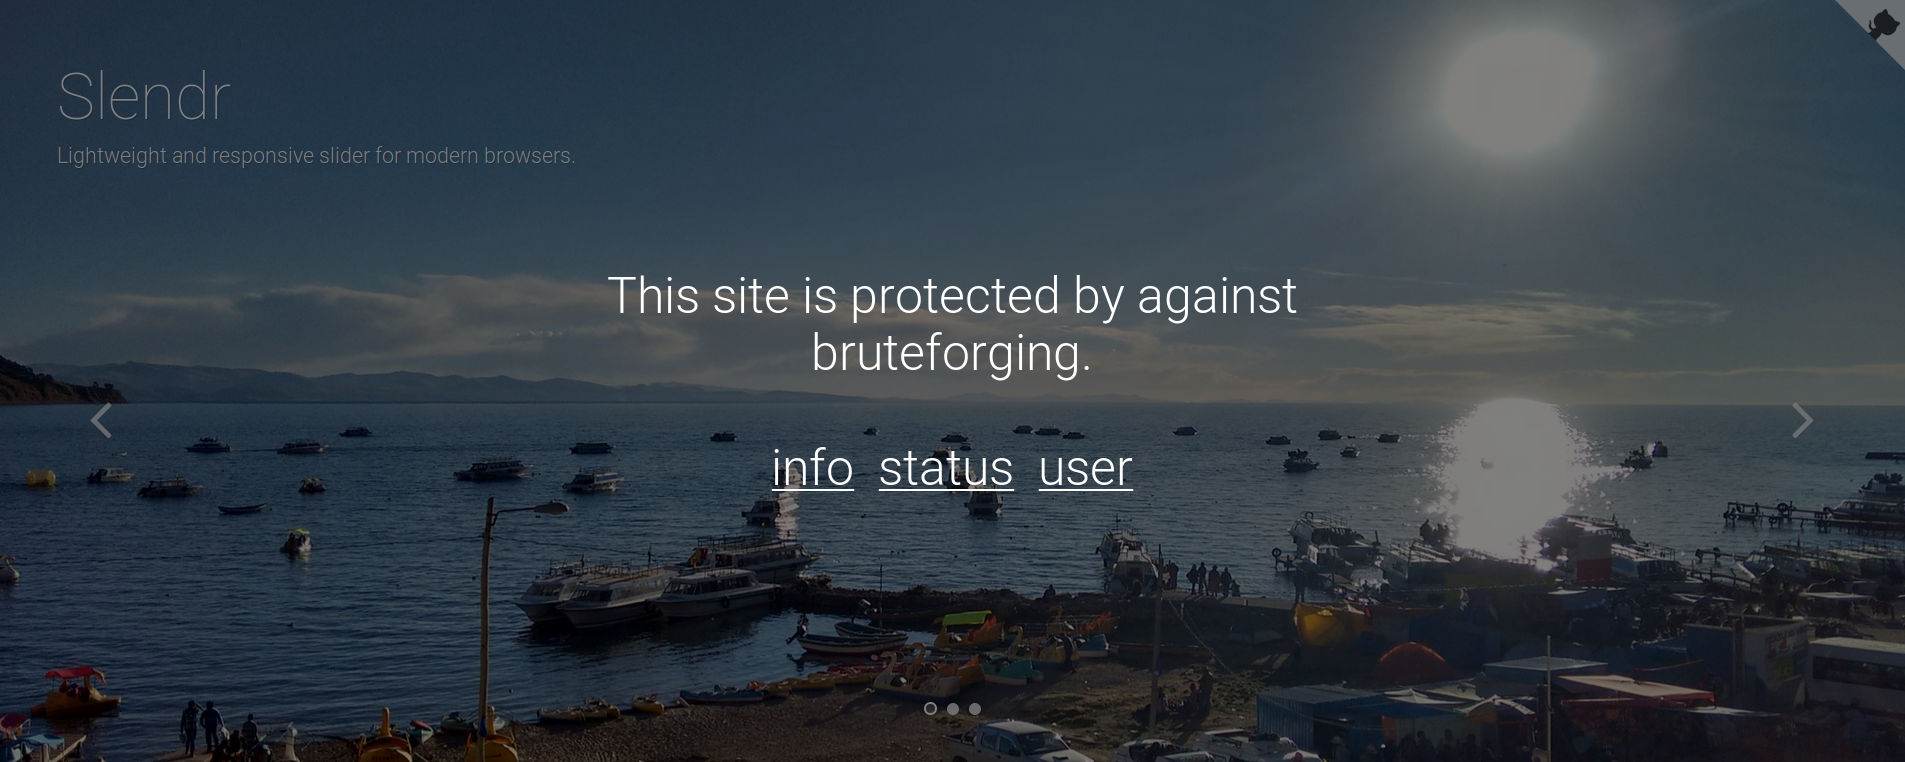 Slendr
Lightweight and responsive slider for modern browsers.
This site is protected by against
bruteforging.
info status user